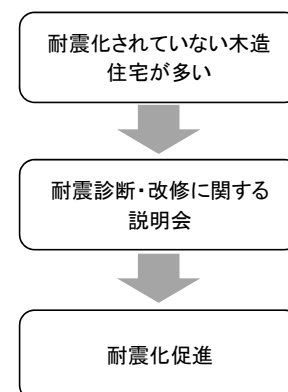 耐震化されていない木造
住宅が多い
耐震診断・改修に関する
説明会
耐震化促進